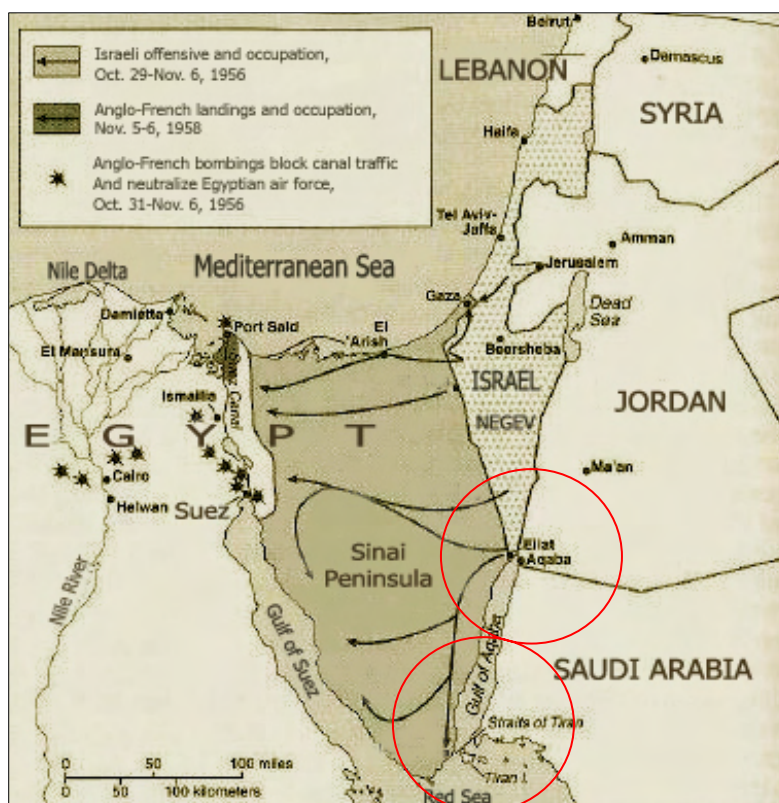 Israeli offensive and occupation,
Oct. 29-Nov. 6, 1956
Anglo-French landings and occupation,
Nov. 5-6, 1958
Anglo-French bombings block canal traffic
And neutralize Egyptian air force,
Oct. 31-Nov. 6, 1956
Beirut
LEBANON
Damascus
SYRIA
Haifa
Tel Aviv-
Jaffa
Amman
Jerusalem
Mediterranean Sea
Nile Delta
Gaza
Dead
Sea
Damietta
Port Said
El
'Arish
El Mansura
Beersheba
Suez Canal
ISRAEL
Ismailia
NEGEV
JORDAN
EGYPT
Ma'an
Cairo
Helwan
Suez
Eilat
Aqaba
Sinai
Peninsula
Nile River
Gulf of Suez
Gulf of Aqaba
SAUDI ARABIA
Straits of Tiran
Tiran I.
Red Sea
0 50 100 miles
0 50 100 kilometers